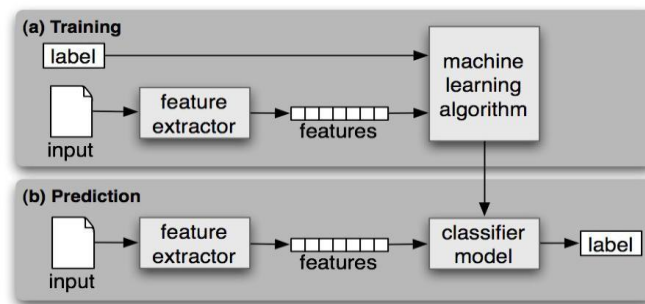 (a) Training
label
machine
learning
algorithm
feature
extractor
features
input
(b) Prediction
feature
extractor
features
classifier
model
label
input